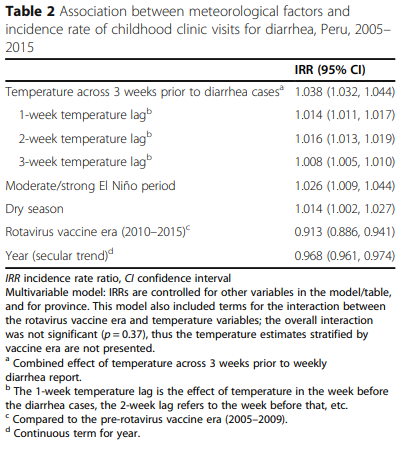 Table 2 Association between meteorological factors and
incidence rate of childhood clinic visits for diarrhea, Peru, 2005–
2015
IRR (95% CI)
Temperature across 3 weeks prior to diarrhea casesᵃ 1.038 (1.032, 1.044)
1-week temperature lagᵇ 1.014 (1.011, 1.017)
2-week temperature lagᵇ 1.016 (1.013, 1.019)
3-week temperature lagᵇ 1.008 (1.005, 1.010)
Moderate/strong El Niño period 1.026 (1.009, 1.044)
Dry season 1.014 (1.002, 1.027)
Rotavirus vaccine era (2010–2015)ᶜ 0.913 (0.886, 0.941)
Year (secular trend)ᵈ 0.968 (0.961, 0.974)
IRR incidence rate ratio, CI confidence interval
Multivariable model: IRRs are controlled for other variables in the model/table,
and for province. This model also included terms for the interaction between
the rotavirus vaccine era and temperature variables; the overall interaction
was not significant (p = 0.37), thus the temperature estimates stratified by
vaccine era are not presented.
ᵃ Combined effect of temperature across 3 weeks prior to weekly
diarrhea report.
ᵇ The 1-week temperature lag is the effect of temperature in the week before
the diarrhea cases, the 2-week lag refers to the week before that, etc.
ᶜ Compared to the pre-rotavirus vaccine era (2005–2009).
ᵈ Continuous term for year.